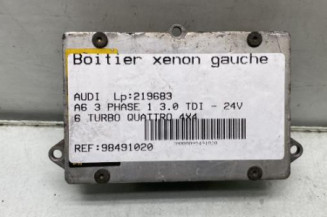 Boitier xenon gauche
AUDI Lp:219683
A6 3 PHASE 1 3.0 TDI - 24V
6 TURBO QUATTRO 4X4
REF:98491020